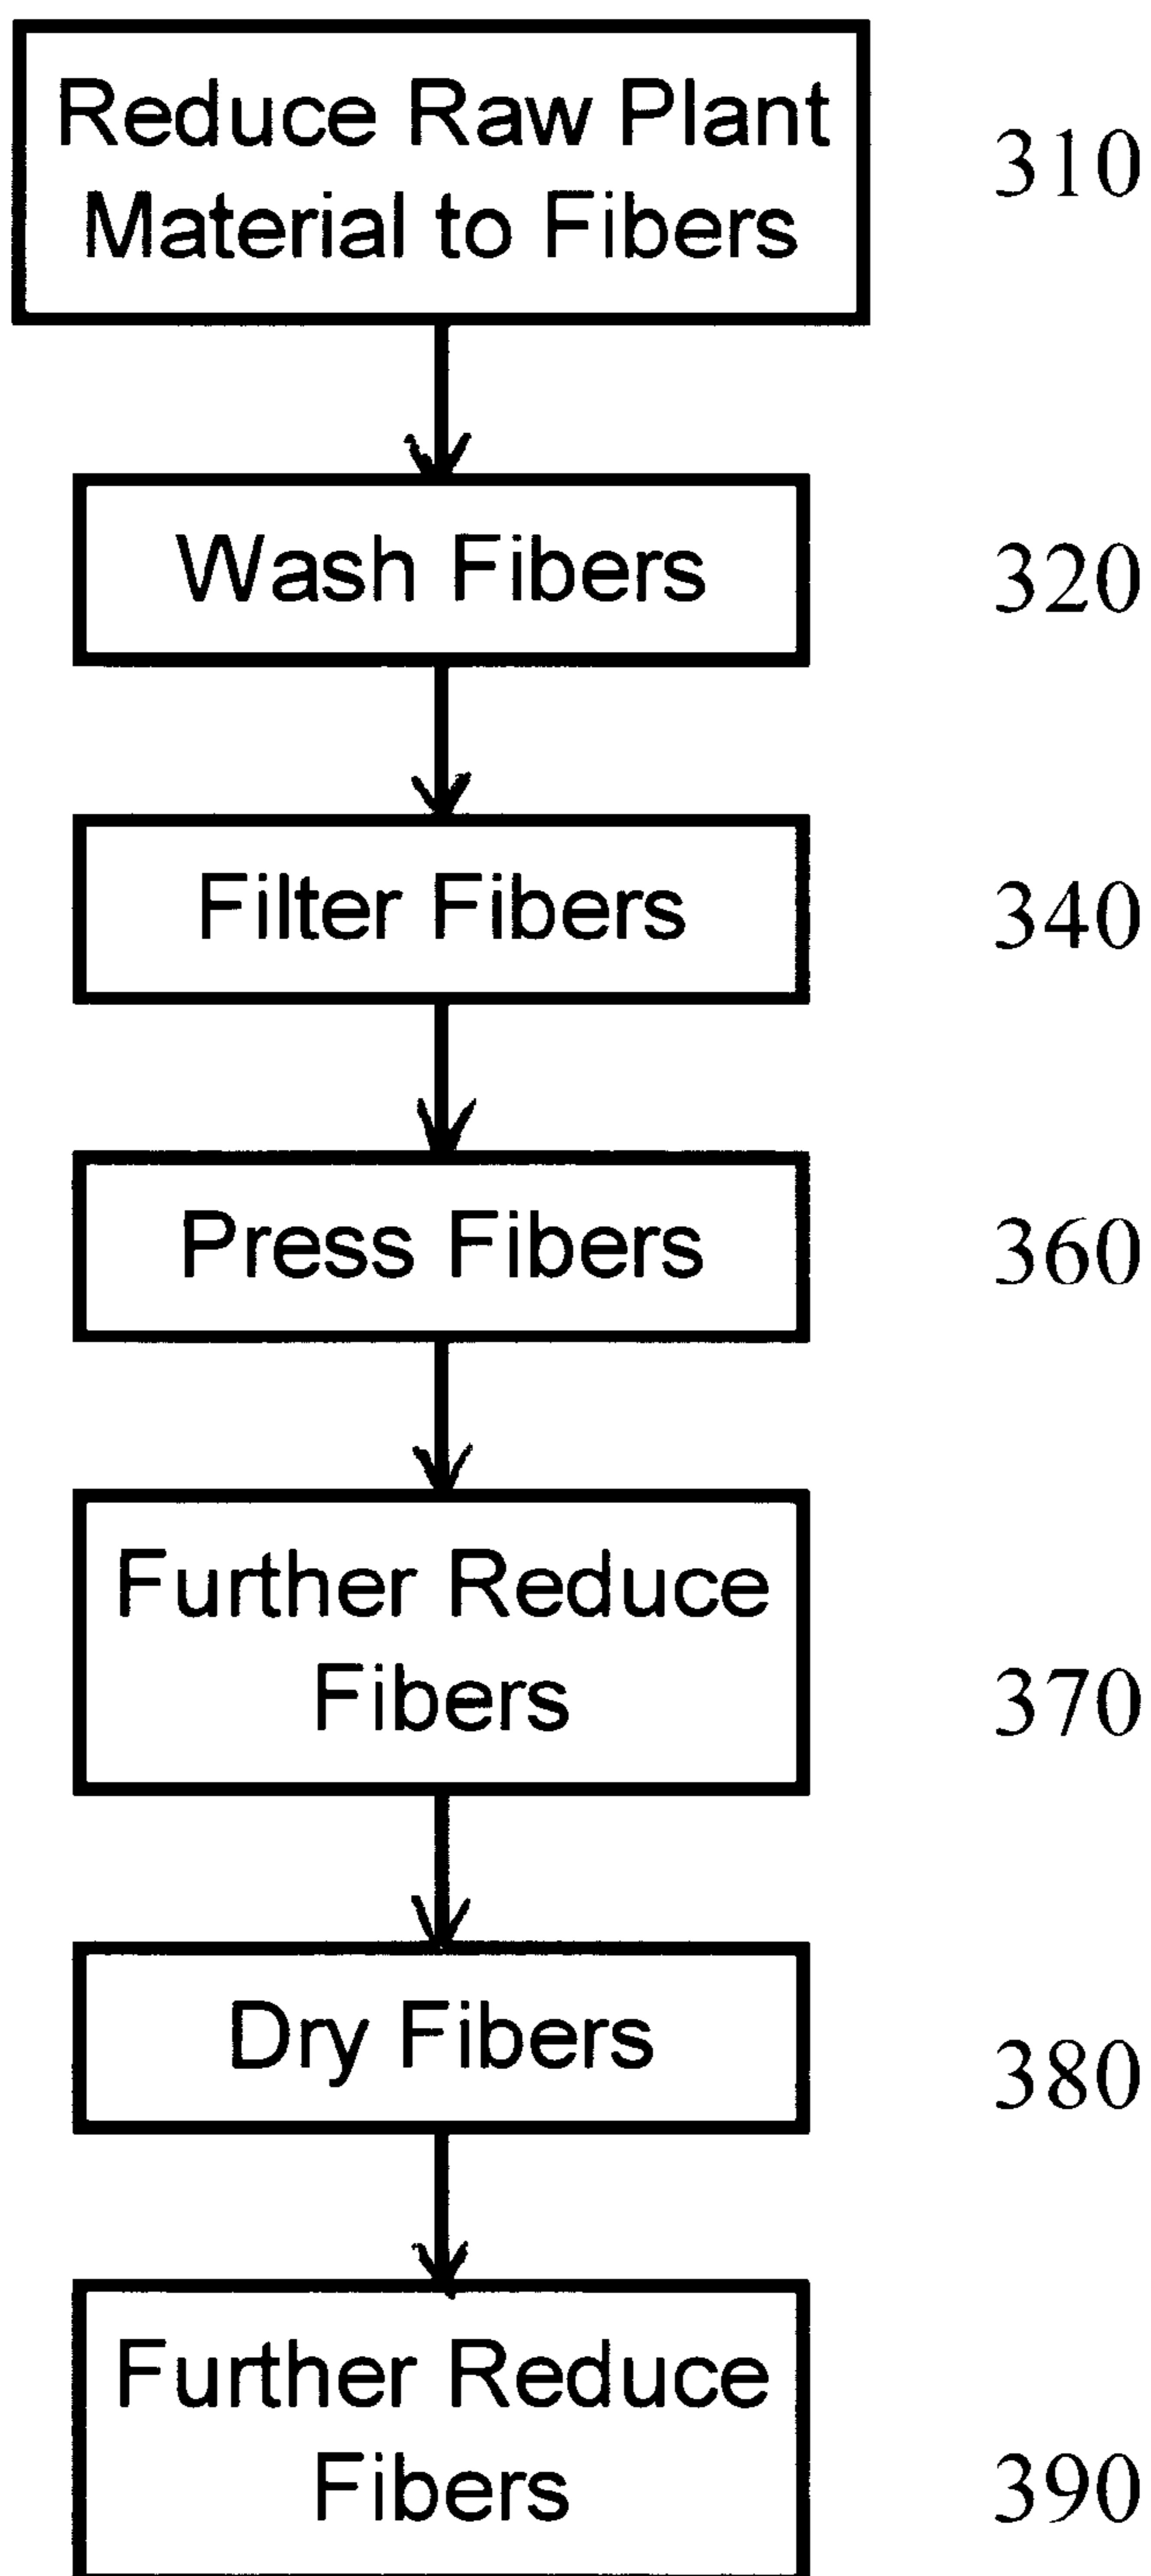 Reduce Raw Plant
Material to Fibers
310
Wash Fibers
320
Filter Fibers
340
Press Fibers
360
Further Reduce
Fibers
370
Dry Fibers
380
Further Reduce
Fibers
390